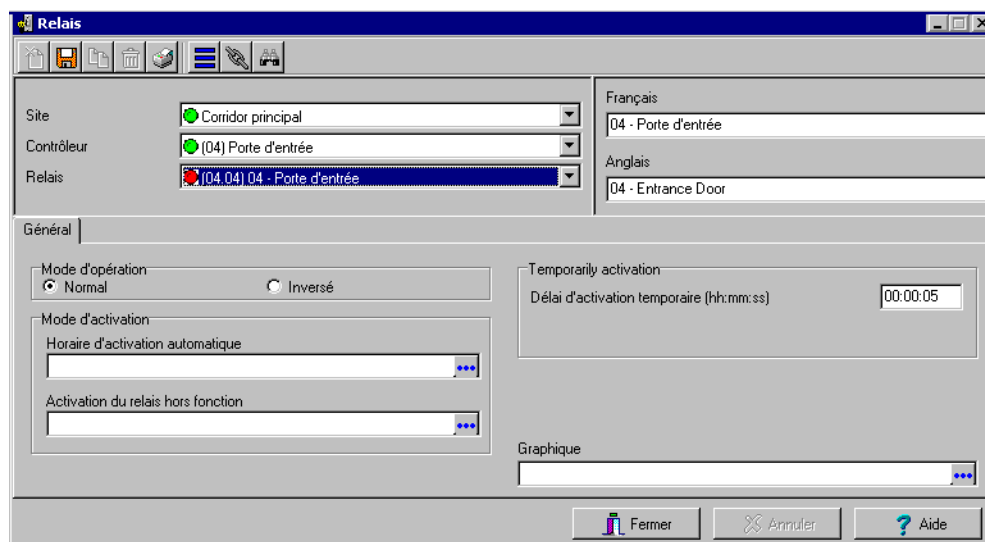 Relais
Site
Corridor principal
Contrôleur
(04) Porte d'entrée
Relais
(04.04) 04 - Porte d'entrée
Français
04 - Porte d'entrée
Anglais
04 - Entrance Door
Général
Mode d'opération
Normal
Inversé
Mode d'activation
Horaire d'activation automatique
Activation du relais hors fonction
Temporarily activation
Délai d'activation temporaire (hh:mm:ss)
00:00:05
Graphique
Fermer
Annuler
Aide